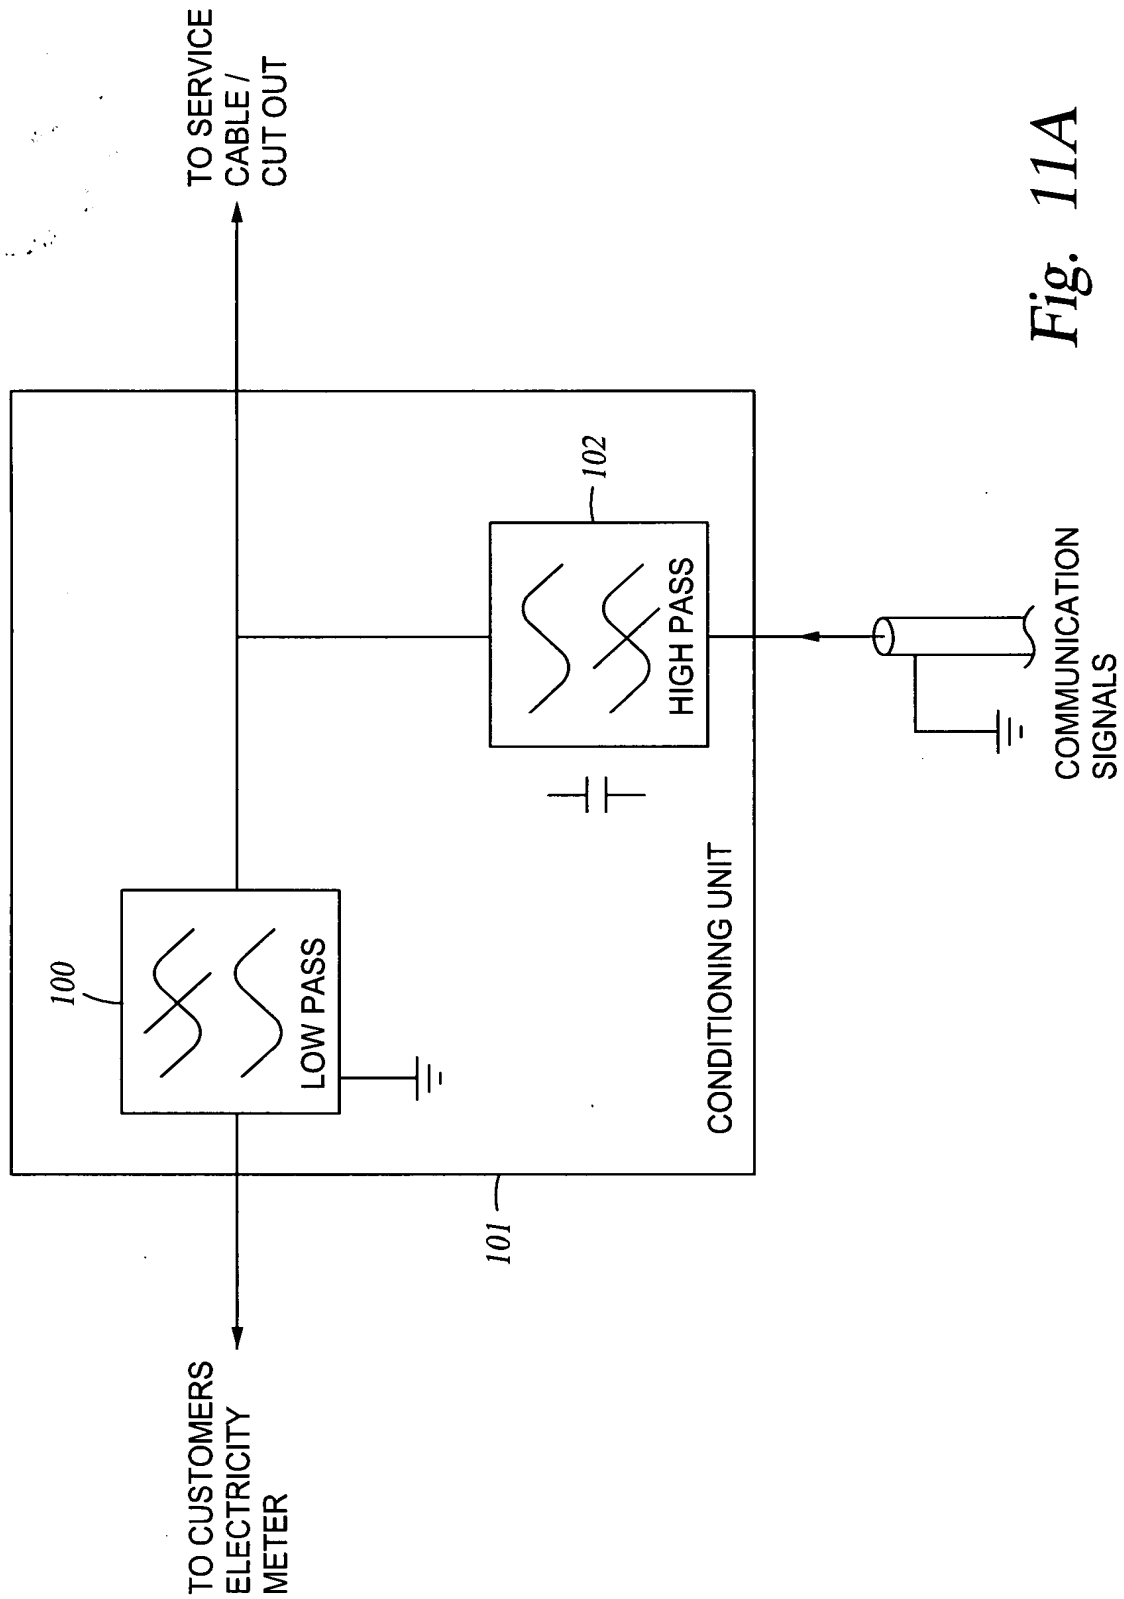 TO SERVICE
CABLE /
CUT OUT
100
LOW PASS
102
HIGH PASS
CONDITIONING UNIT
101
TO CUSTOMERS
ELECTRICITY
METER
COMMUNICATION
SIGNALS
Fig. 11A